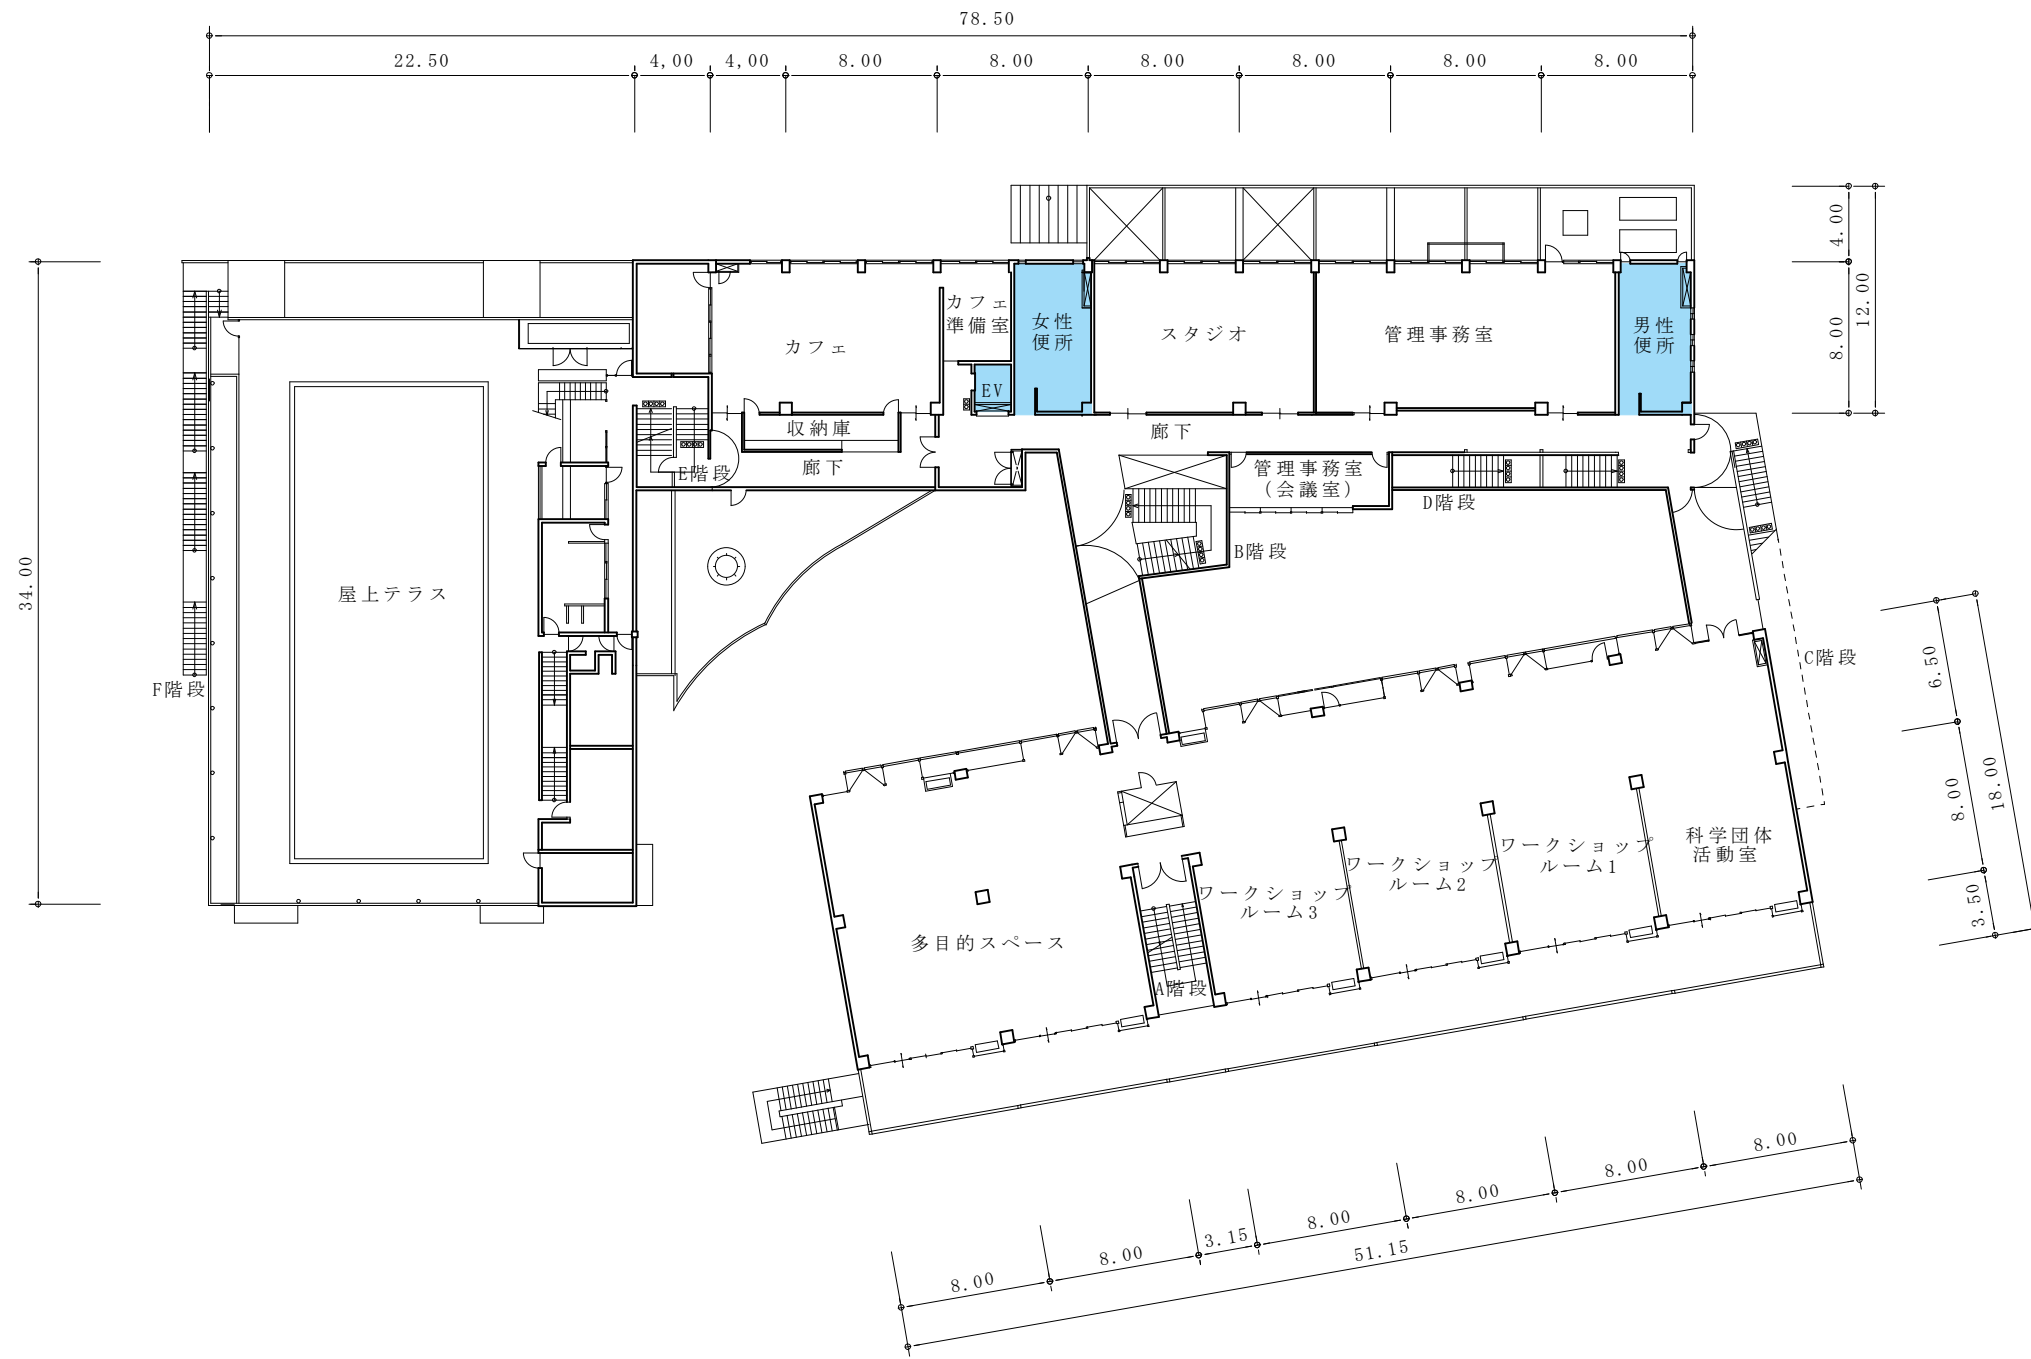 78.50
22.50
4,00
4,00
8.00
8.00
8.00
8.00
8.00
8.00
4.00
8.00
12.00
34.00
カフェ
カフェ
準備室
女性
便所
スタジオ
管理事務室
男性
便所
EV
収納庫
廊下
廊下
E階段
管理事務室
(会議室)
D階段
B階段
屋上テラス
F階段
C階段
6.50
8.00
18.00
3.50
科学団体
活動室
ワークショップ
ルーム1
ワークショップ
ルーム2
ワークショップ
ルーム3
多目的スペース
A階段
8.00
8.00
3.15
8.00
8.00
8.00
8.00
51.15